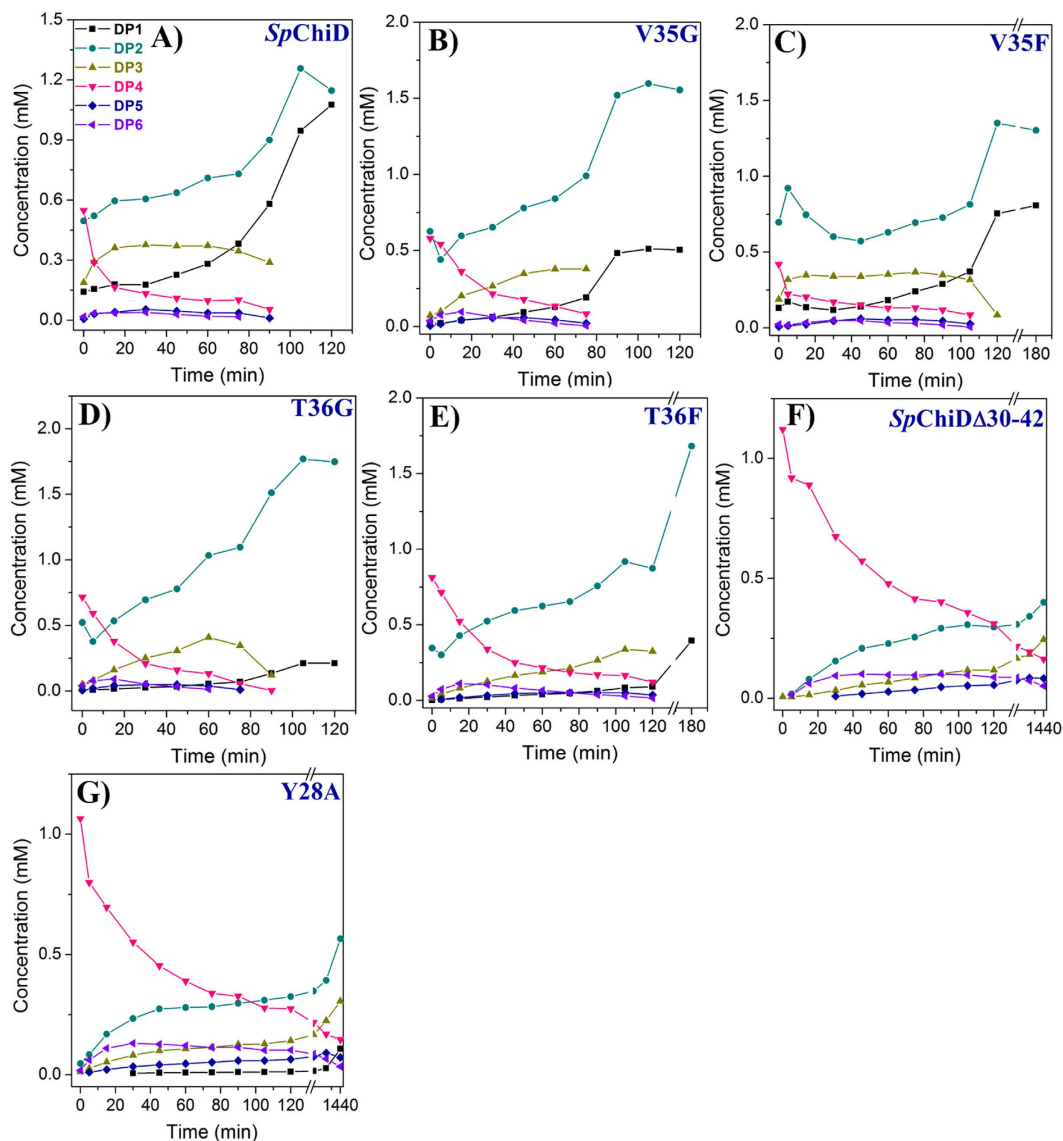 A) SpChiD
DP1
DP2
DP3
DP4
DP5
DP6
Concentration (mM)
1.5
1.2
0.9
0.6
0.3
0.0
0 20 40 60 80 100 120
Time (min)
B) V35G
Concentration (mM)
2.0
1.5
1.0
0.5
0.0
0 20 40 60 80 100 120
Time (min)
C) V35F
Concentration (mM)
2.0
1.5
1.0
0.5
0.0
0 20 40 60 80 100 120 180
Time (min)
D) T36G
Concentration (mM)
2.0
1.5
1.0
0.5
0.0
0 20 40 60 80 100 120
Time (min)
E) T36F
Concentration (mM)
2.0
1.5
1.0
0.5
0.0
0 20 40 60 80 100 120 180
Time (min)
F) SpChiDΔ30-42
Concentration (mM)
1.0
0.5
0.0
0 20 40 60 80 100 120 1440
Time (min)
G) Y28A
Concentration (mM)
1.0
0.5
0.0
0 20 40 60 80 100 120 1440
Time (min)